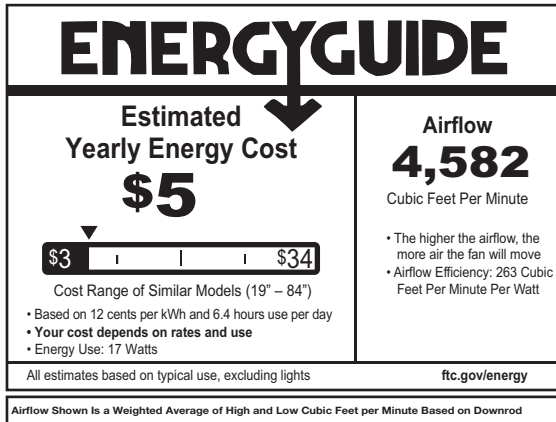 ENERGYGUIDE
Estimated
Yearly Energy Cost
$5
$3
$34
Cost Range of Similar Models (19” – 84”)
• Based on 12 cents per kWh and 6.4 hours use per day
• Your cost depends on rates and use
• Energy Use: 17 Watts
Airflow
4,582
Cubic Feet Per Minute
• The higher the airflow, the
more air the fan will move
• Airflow Efficiency: 263 Cubic
Feet Per Minute Per Watt
All estimates based on typical use, excluding lights
ftc.gov/energy
Airflow Shown Is a Weighted Average of High and Low Cubic Feet per Minute Based on Downrod